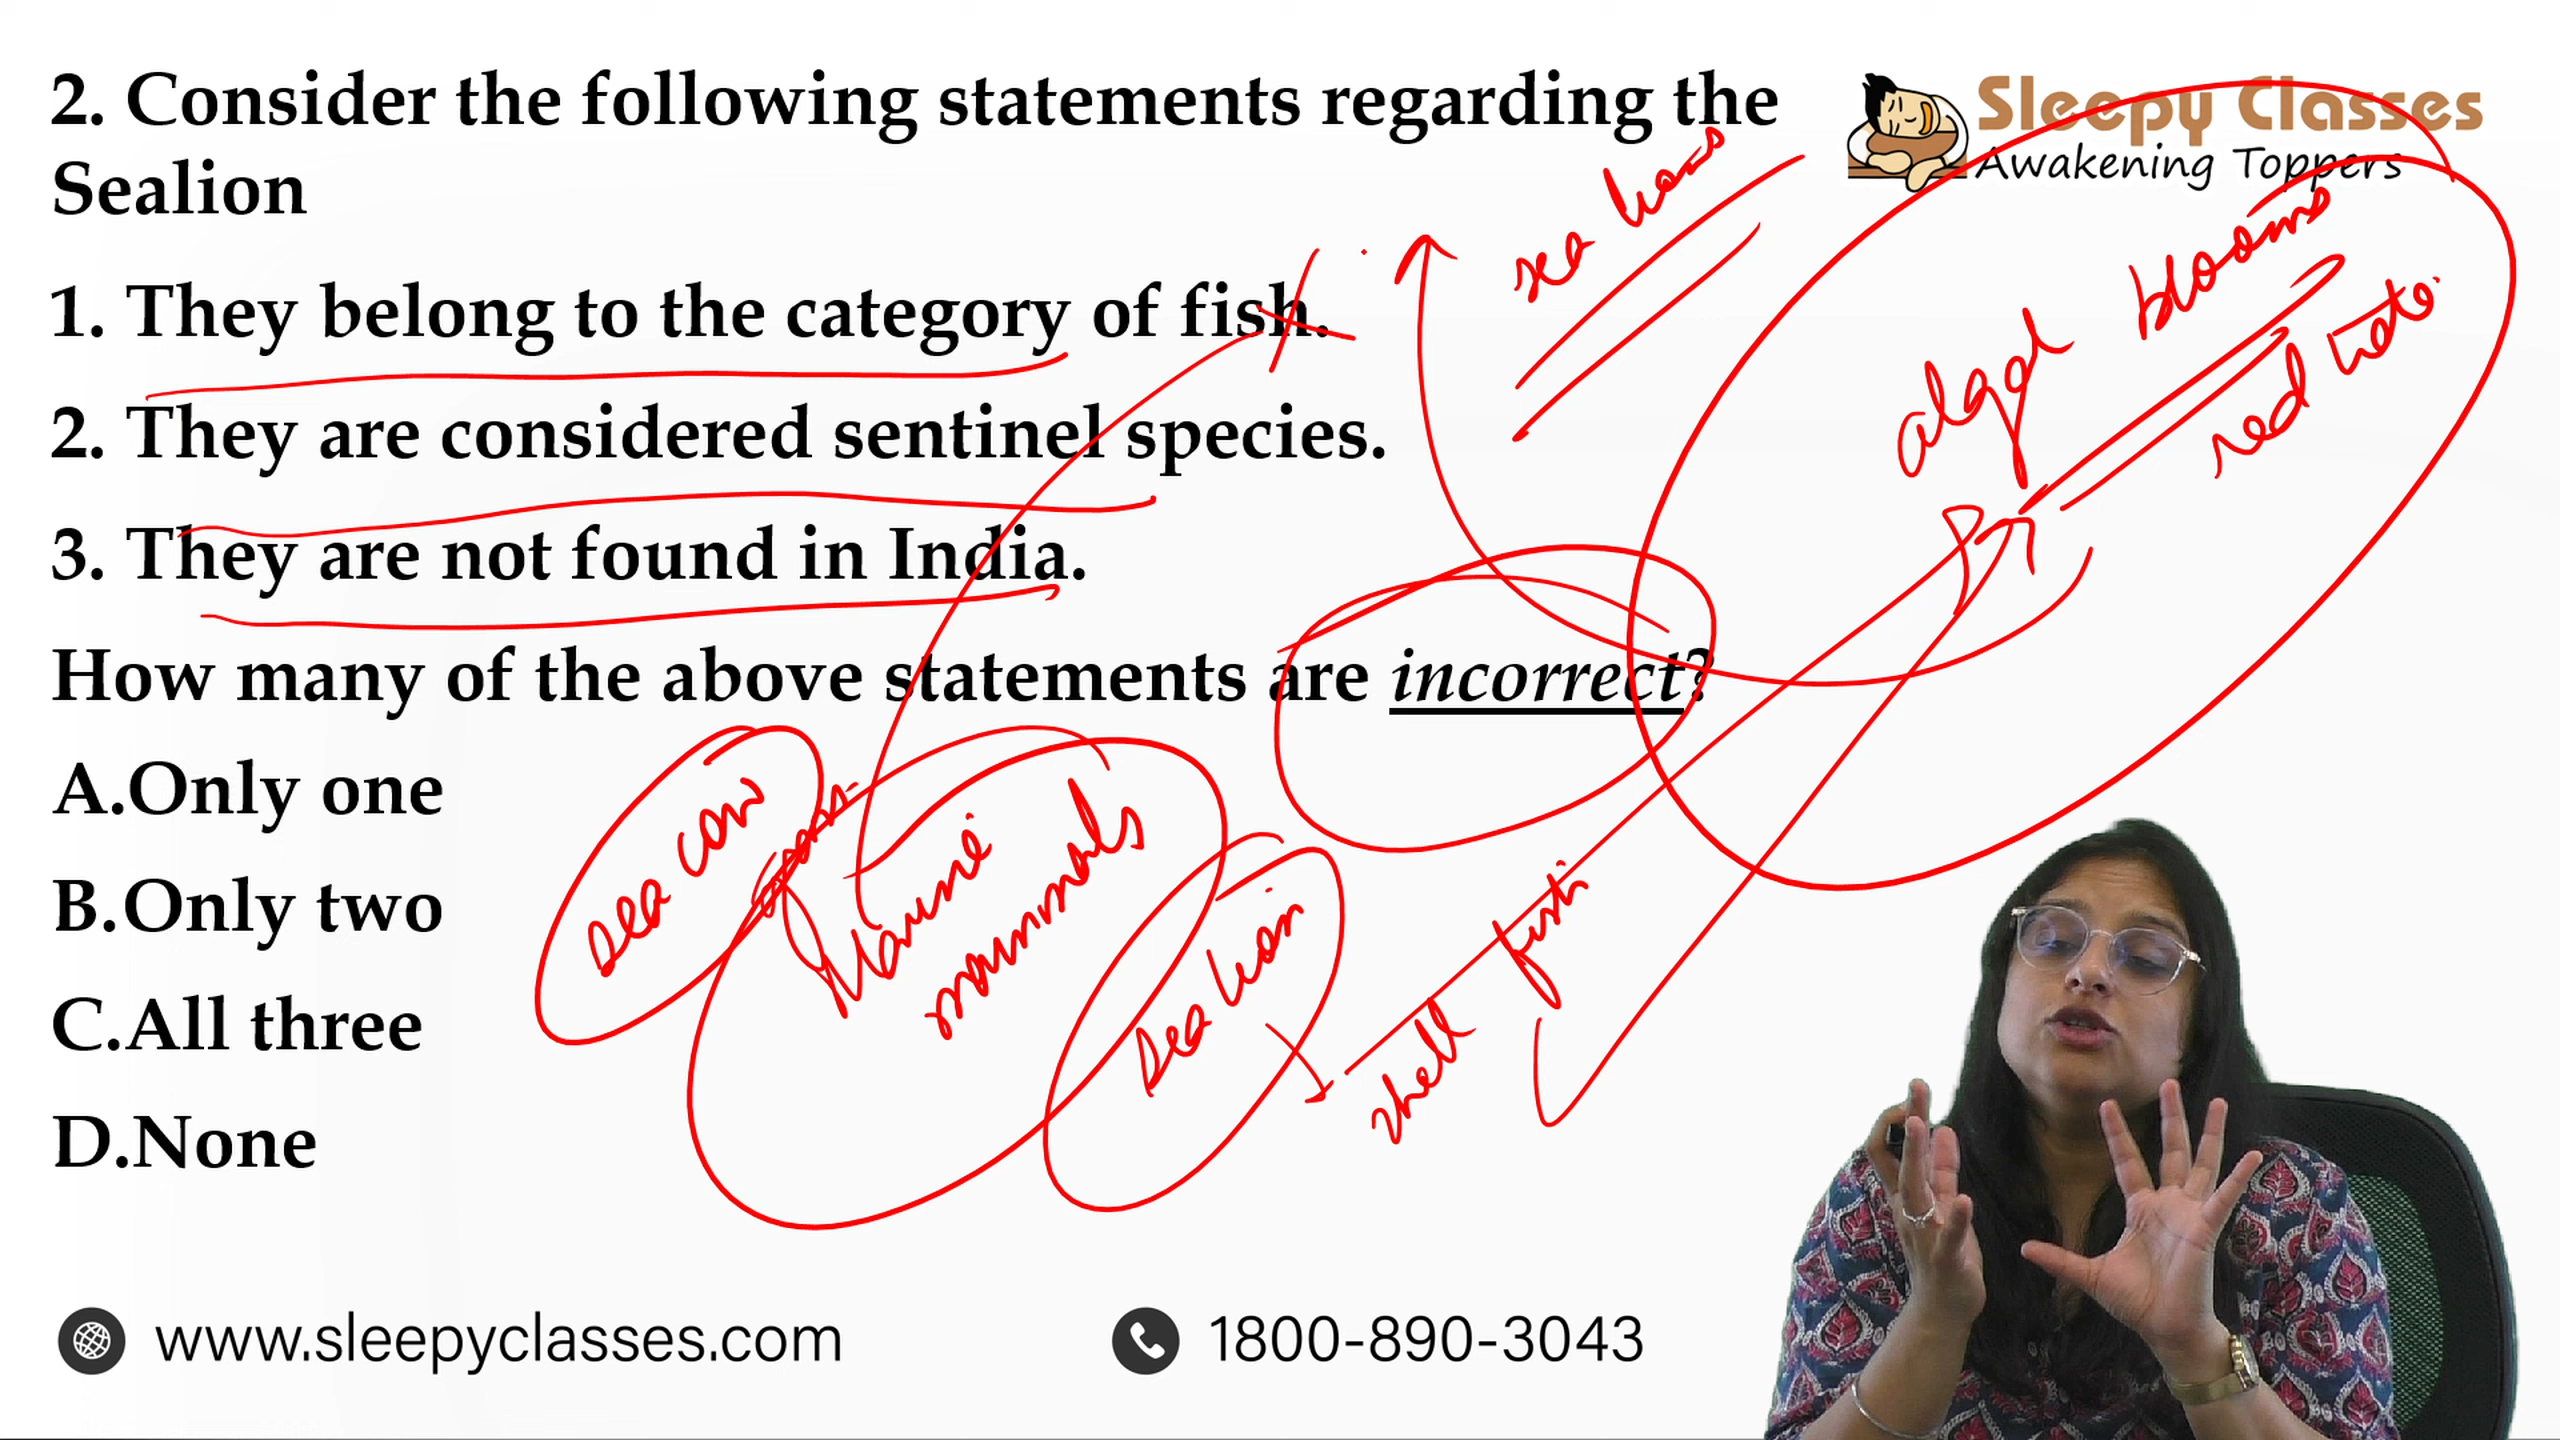 2. Consider the following statements regarding the
Sealion
Sleepy Classes
Awakening Toppers
sea lions
1. They belong to the category of fish.
algal blooms
red
2. They are considered sentinel species.
3. They are not found in India.
How many of the above statements are incorrect?
A.Only one
sea cow
Marine
mammals
B.Only two
sea lion
shell fish
C.All three
D.None
www.sleepyclasses.com
1800-890-3043